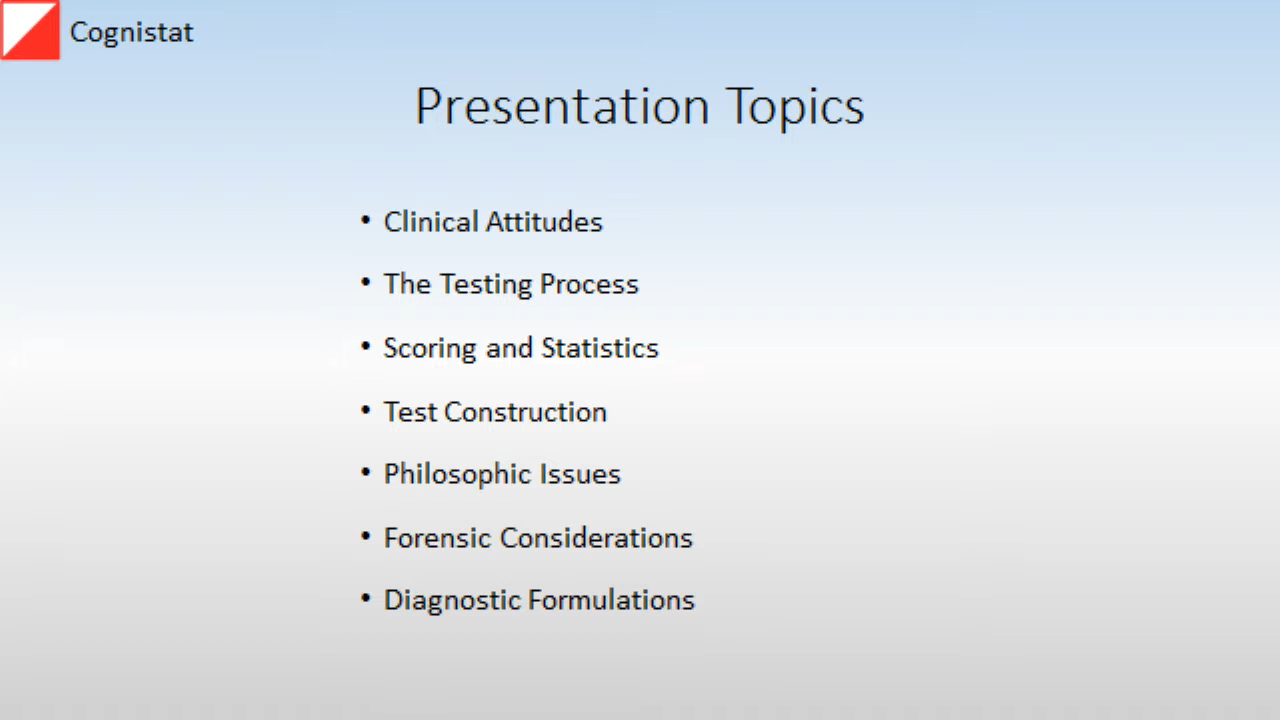 Cognistat
Presentation Topics
• Clinical Attitudes
• The Testing Process
• Scoring and Statistics
• Test Construction
• Philosophic Issues
• Forensic Considerations
• Diagnostic Formulations